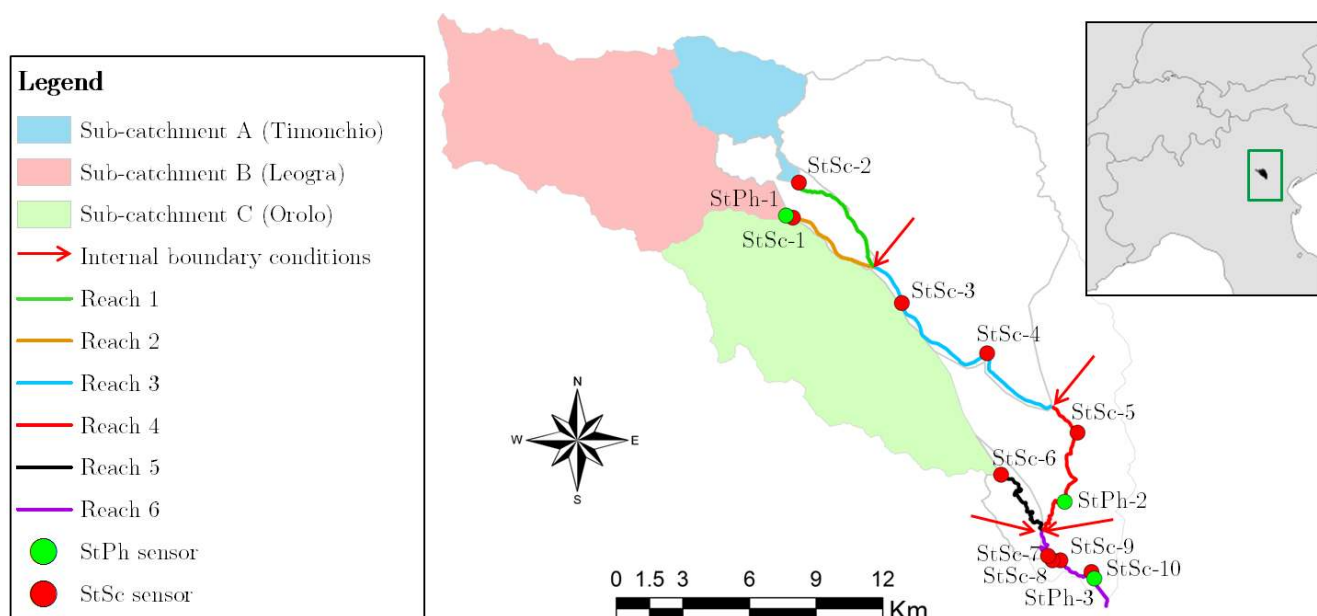 Legend
Sub-catchment A (Timonchio)
Sub-catchment B (Leogra)
Sub-catchment C (Orolo)
Internal boundary conditions
Reach 1
Reach 2
Reach 3
Reach 4
Reach 5
Reach 6
StPh sensor
StSc sensor
StSc-2
StPh-1
StSc-1
StSc-3
StSc-4
StSc-5
StSc-6
StPh-2
StSc-7
StSc-9
StSc-8
StSc-10
StPh-3
N
W E
S
0 1.5 3 6 9 12
Km